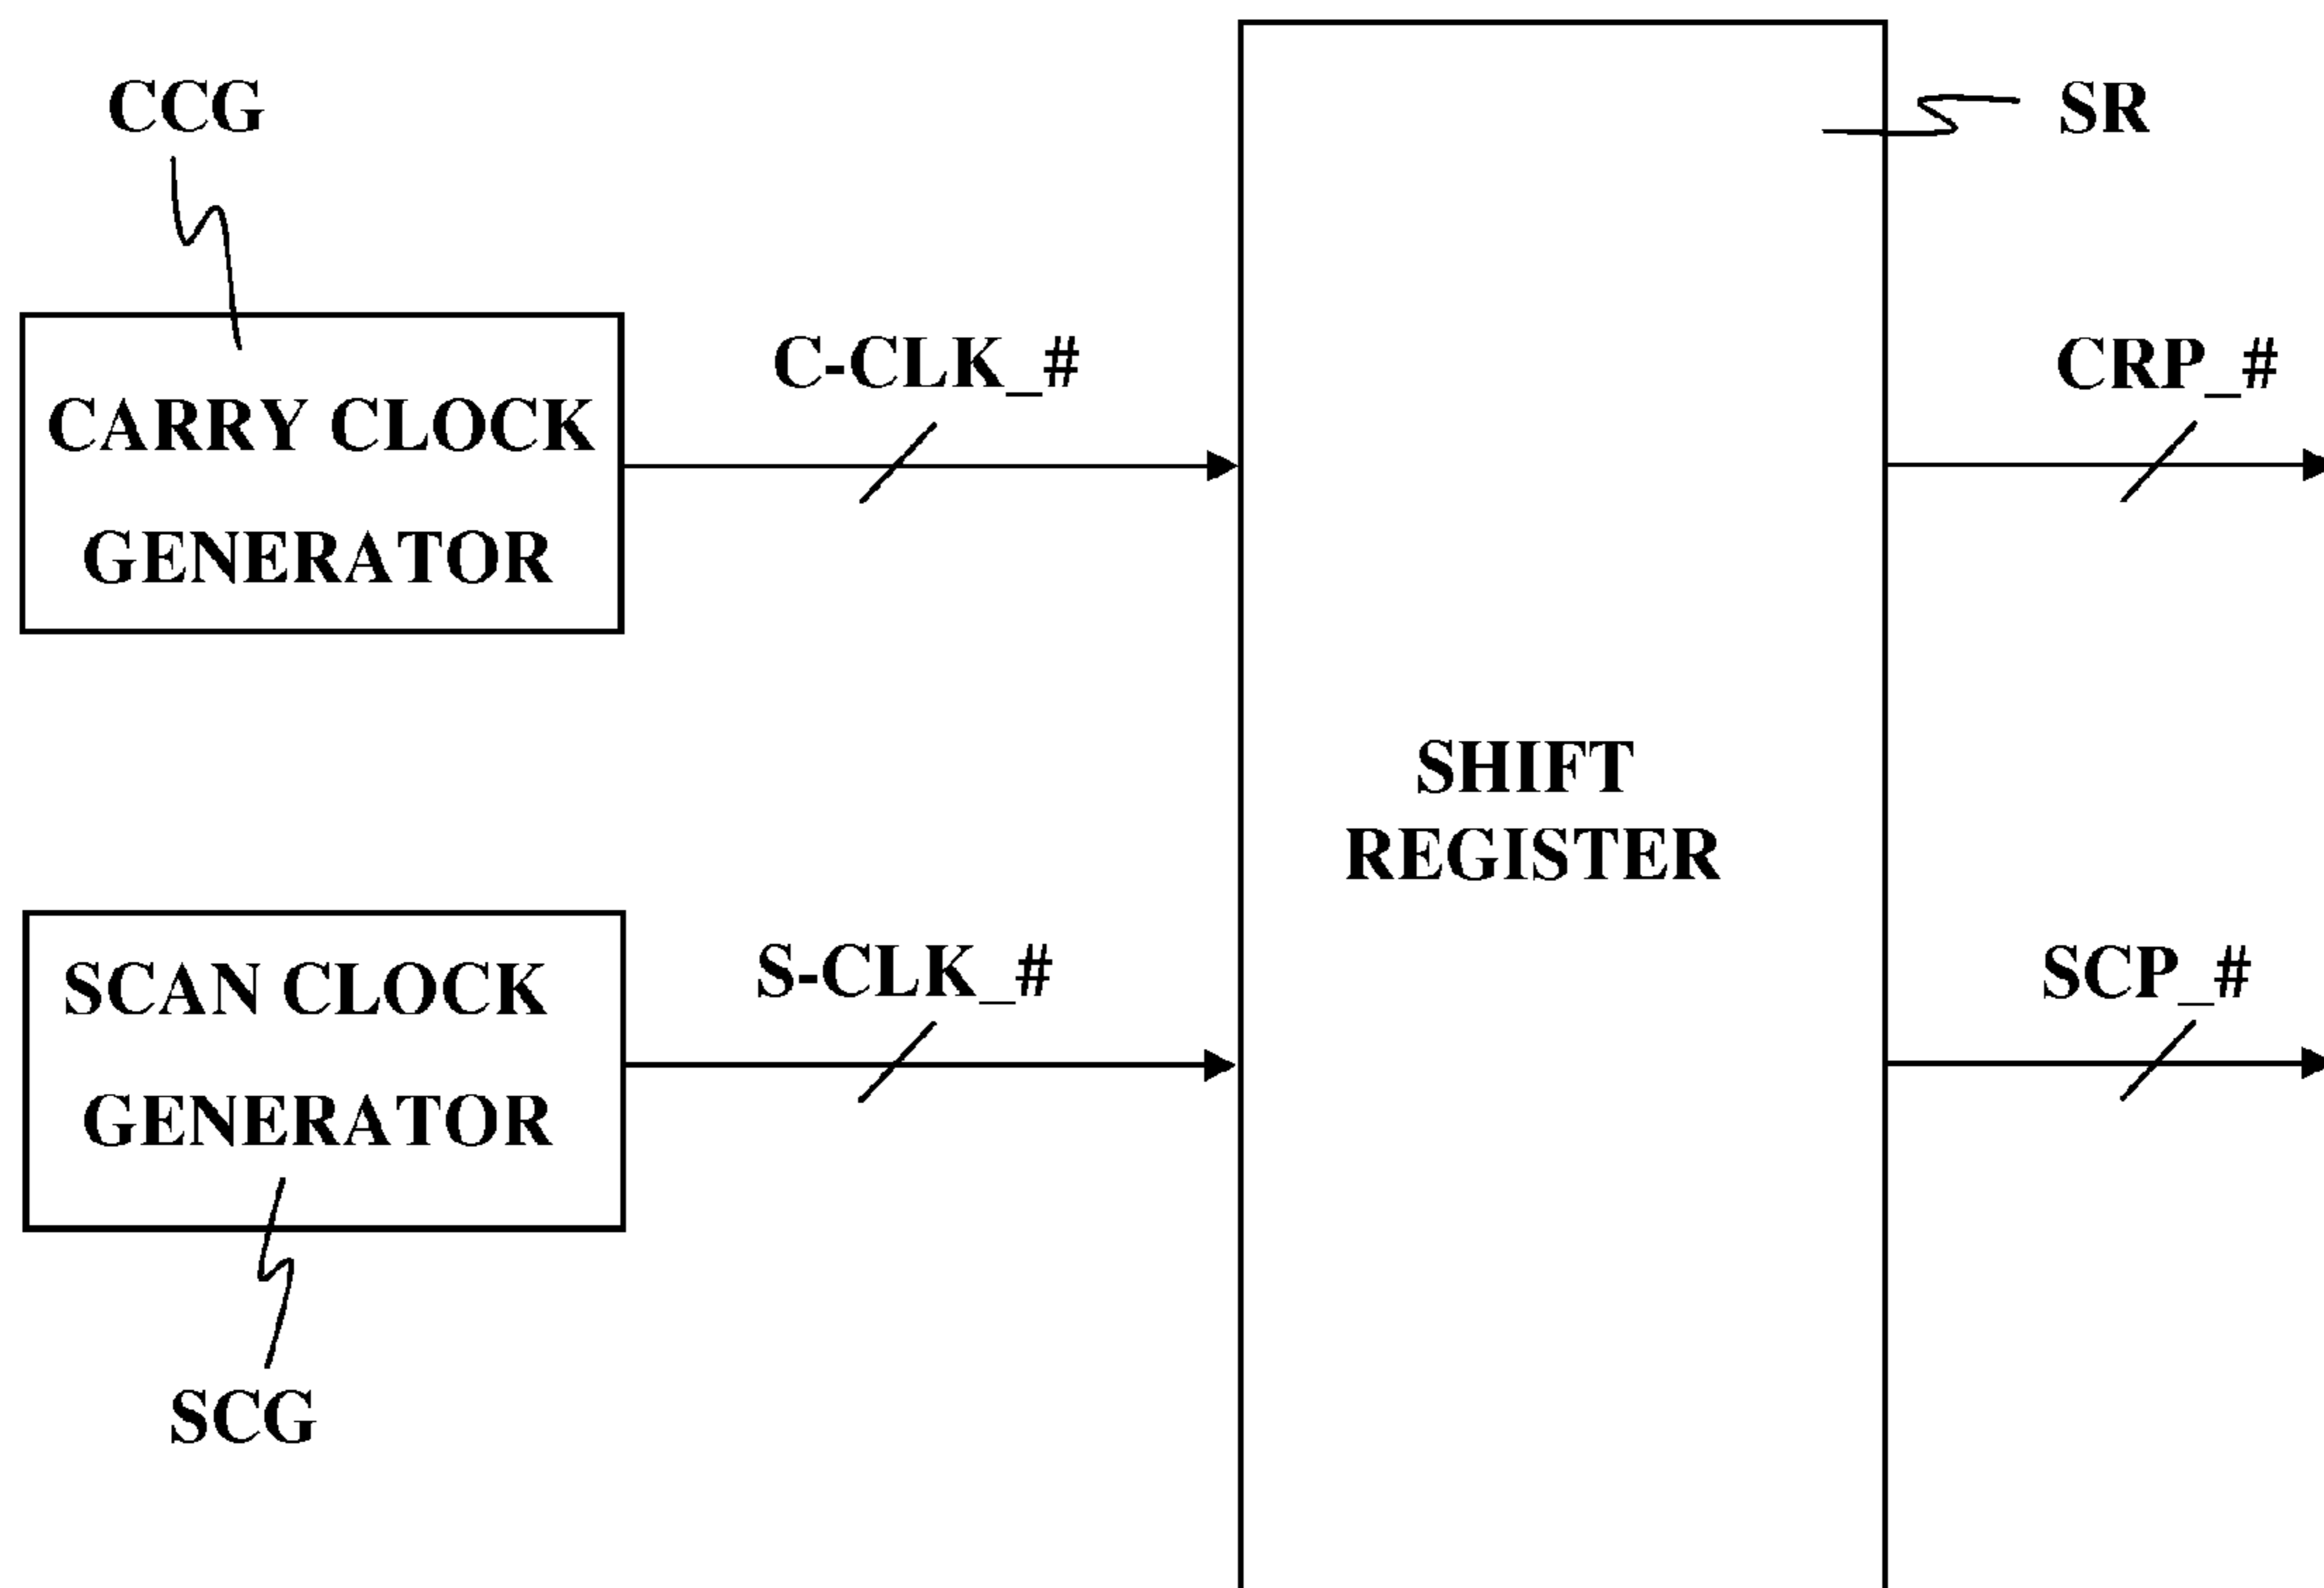 CCG
SR
C-CLK_#
CRP_#
CARRY CLOCK
GENERATOR
SHIFT
REGISTER
S-CLK_#
SCP_#
SCAN CLOCK
GENERATOR
SCG